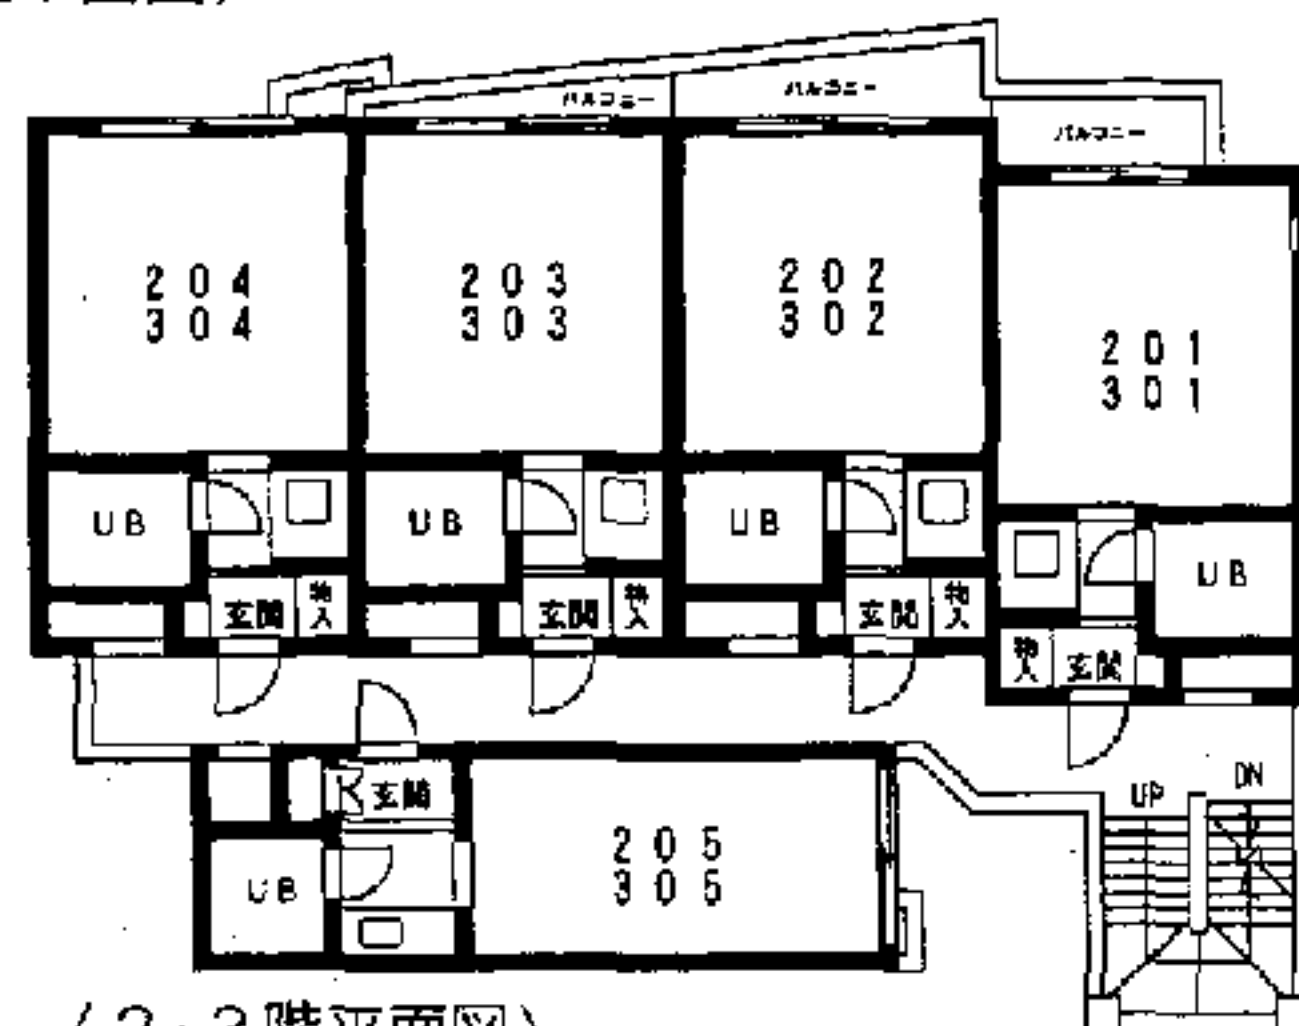 バルコニー
バルコニー
バルコニー
204
304
203
303
202
302
201
301
UB
UB
UB
UB
玄関
物入
玄関
物入
玄関
物入
物入
玄関
玄関
UP
DN
205
305
UB
(2・3階平面図)